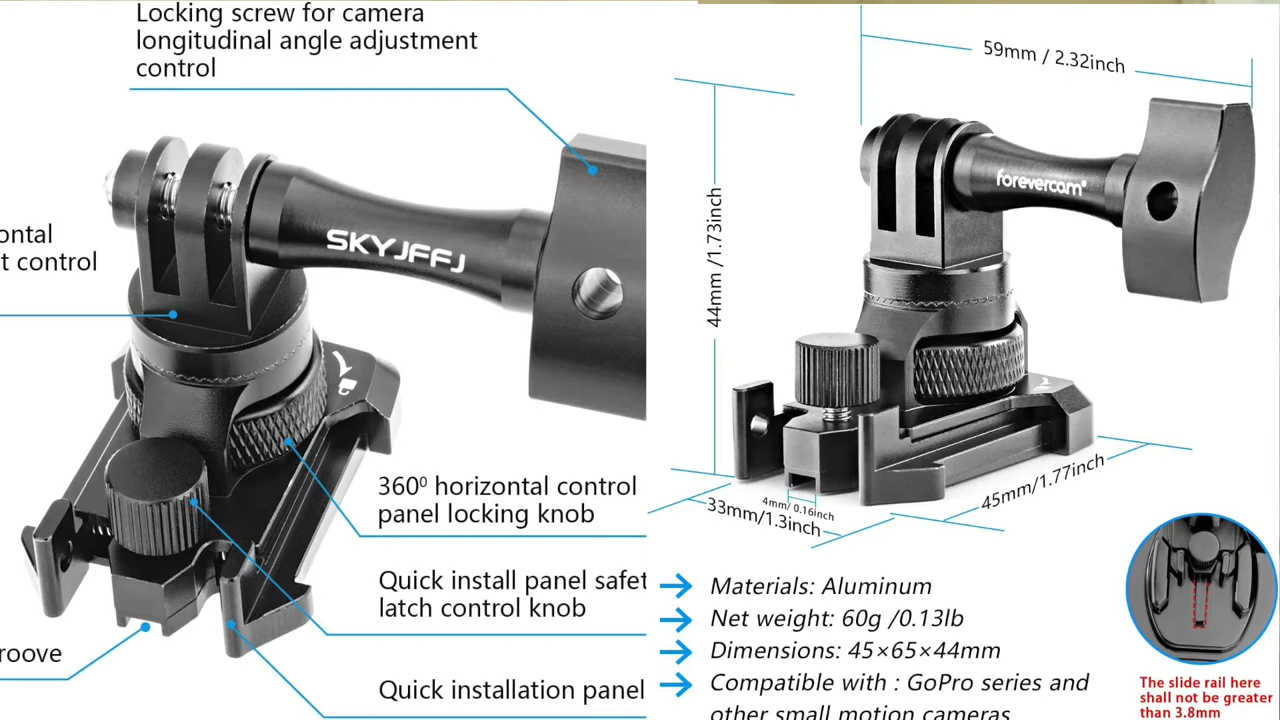 Locking screw for camera
longitudinal angle adjustment
control
ontal
t control
SKYJFFJ
360⁰ horizontal control
panel locking knob
Quick install panel safet
latch control knob
roove
Quick installation panel
59mm / 2.32inch
forevercam®
44mm /1.73inch
4mm/ 0.16inch
33mm/1.3inch
45mm/1.77inch
Materials: Aluminum
Net weight: 60g /0.13lb
Dimensions: 45×65×44mm
Compatible with : GoPro series and
other small motion cameras
The slide rail here
shall not be greater
than 3.8mm